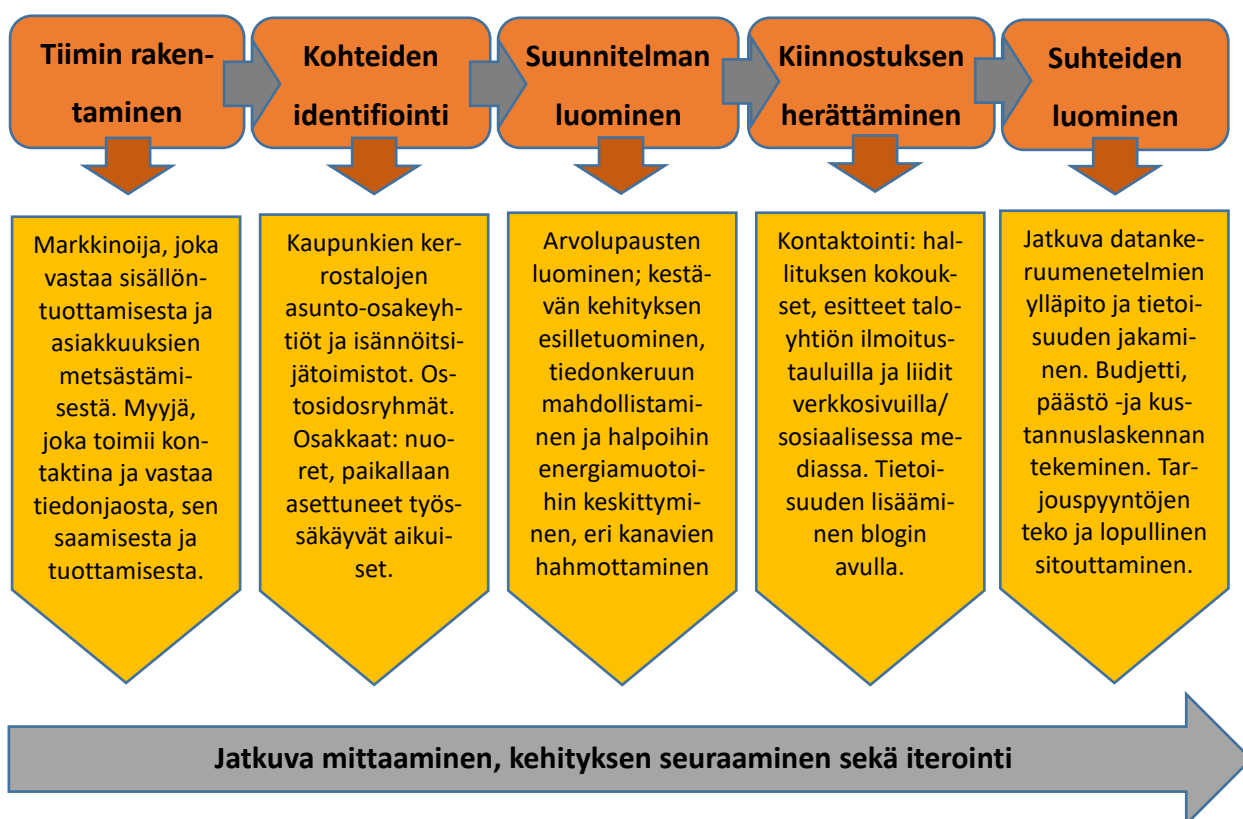 Tiimin raken-
taminen
Kohteiden
identifiointi
Suunnitelman
luominen
Kiinnostuksen
herättäminen
Suhteiden
luominen
Markkinoija, joka
vastaa sisällön-
tuottamisesta ja
asiakkuuksien
metsästämi-
sestä. Myyjä,
joka toimii kon-
taktina ja vastaa
tiedonjaosta, sen
saamisesta ja
tuottamisesta.
Kaupunkien ker-
rostalojen
asunto-osakeyh-
tiöt ja isännöitsi-
jätoimistot. Os-
tosidosryhmät.
Osakkaat: nuo-
ret, paikallaan
asettuneet työs-
säkäyvät aikui-
set.
Arvolupausten
luominen; kestä-
vän kehityksen
esilletuominen,
tiedonkeruun
mahdollistami-
nen ja halpoihin
energiamuotoi-
hin keskittymi-
nen, eri kanavien
hahmottaminen
Kontaktointi: hal-
lituksen kokouk-
set, esitteet talo-
yhtiön ilmoitus-
tauluilla ja liidit
verkkosivuilla/
sosiaalisessa me-
diassa. Tietoi-
suuden lisäämi-
nen blogin
avulla.
Jatkuva datanke-
ruumenetelmien
ylläpito ja tietoi-
suuden jakami-
nen. Budjetti,
päästö -ja kus-
tannuslaskennan
tekeminen. Tar-
jouspyyntöjen
teko ja lopullinen
sitouttaminen.
Jatkuva mittaaminen, kehityksen seuraaminen sekä iterointi